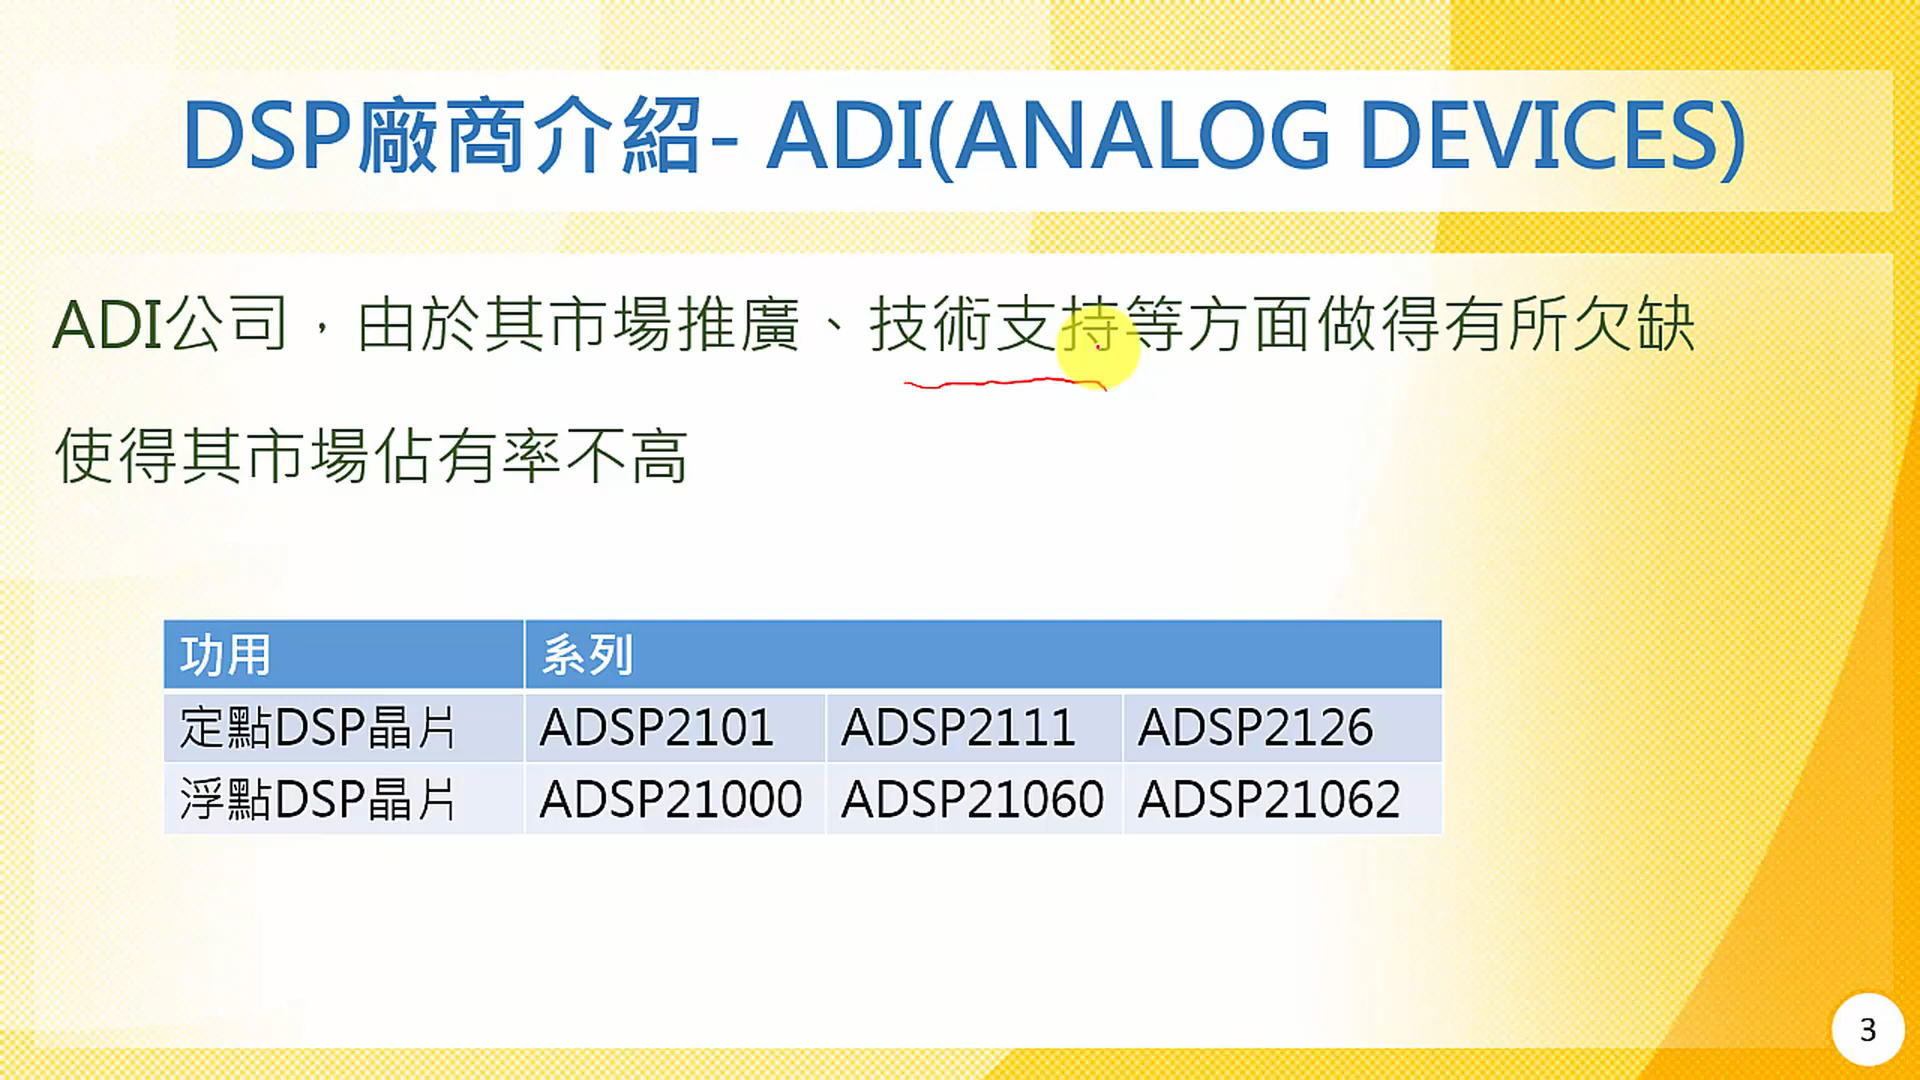 DSP廠商介紹- ADI(ANALOG DEVICES)
ADI公司，由於其市場推廣、技術支持等方面做得有所欠缺
使得其市場佔有率不高
功用 系列
定點DSP晶片 ADSP2101 ADSP2111 ADSP2126
浮點DSP晶片 ADSP21000 ADSP21060 ADSP21062
3